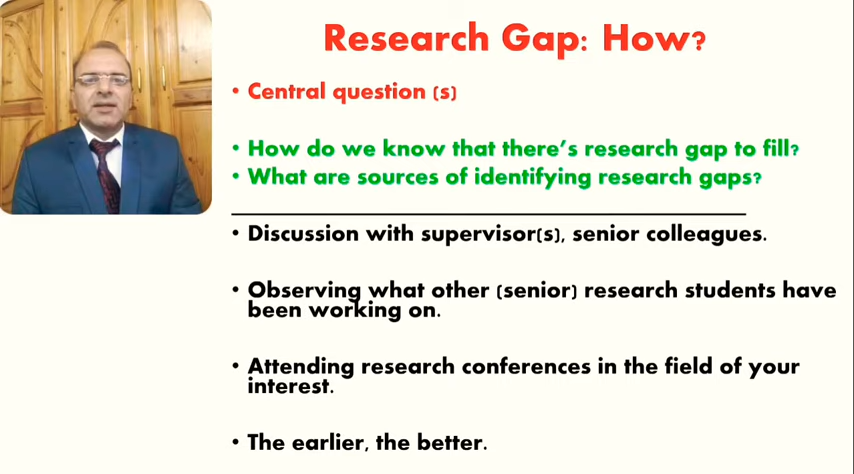 Research Gap: How?
• Central question (s)
• How do we know that there's research gap to fill?
• What are sources of identifying research gaps?
• Discussion with supervisor(s), senior colleagues.
• Observing what other (senior) research students have
been working on.
• Attending research conferences in the field of your
interest.
• The earlier, the better.